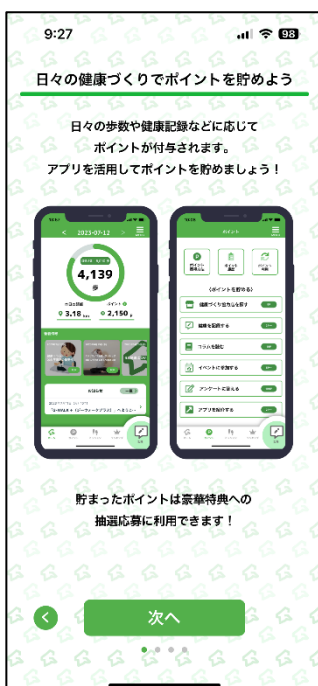 9:27
98
日々の健康づくりでポイントを貯めよう
日々の歩数や健康記録などに応じて
ポイントが付与されます。
アプリを活用してポイントを貯めましょう！
< 2023-07-12 >
4,139
歩
3.18
2,150
ポイント
〈ポイントを貯める〉
健康づくり協力店を探す
健康を記録する
コラムを読む
イベントに参加する
アンケートに答える
アプリを紹介する
貯まったポイントは豪華特典への
抽選応募に利用できます！
次へ